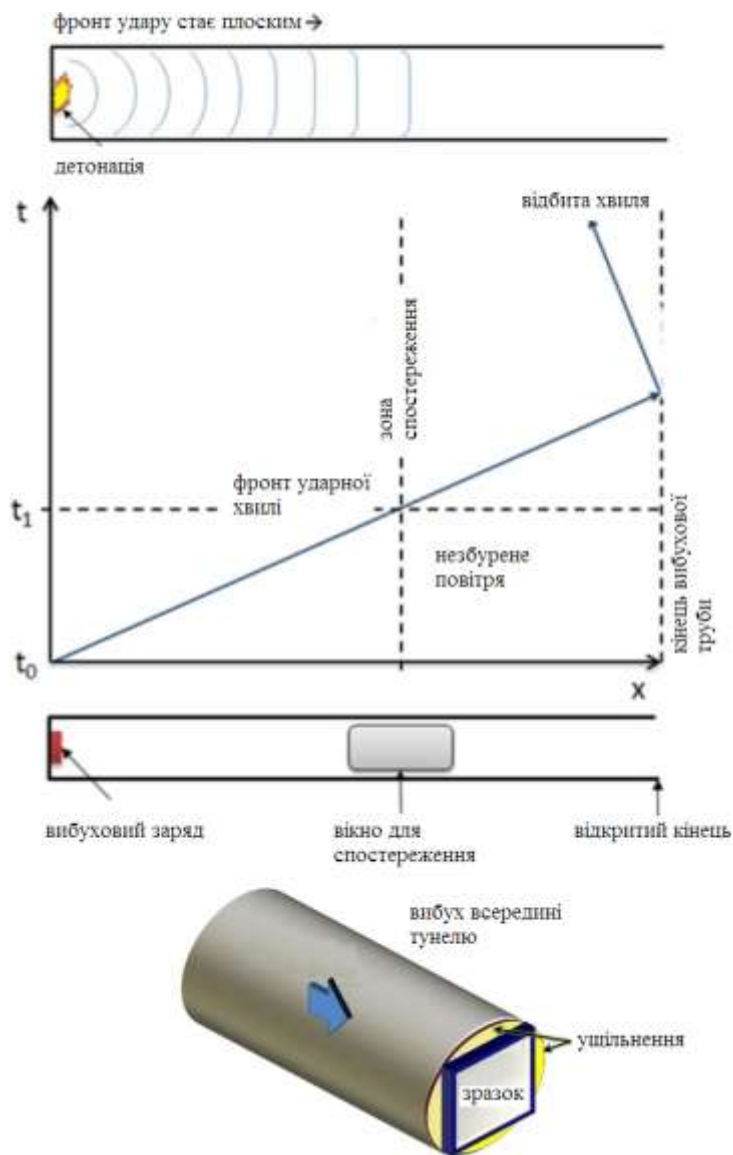 фронт удару стає плоским →
детонація
t
відбита хвиля
зона
спостереження
фронт ударної
хвилі
t₁
незбурене
повітря
кінець вибухової
труби
t₀
x
вибуховий заряд
вікно для
спостереження
відкритий кінець
вибух всередині
тунелю
ущільнення
зразок